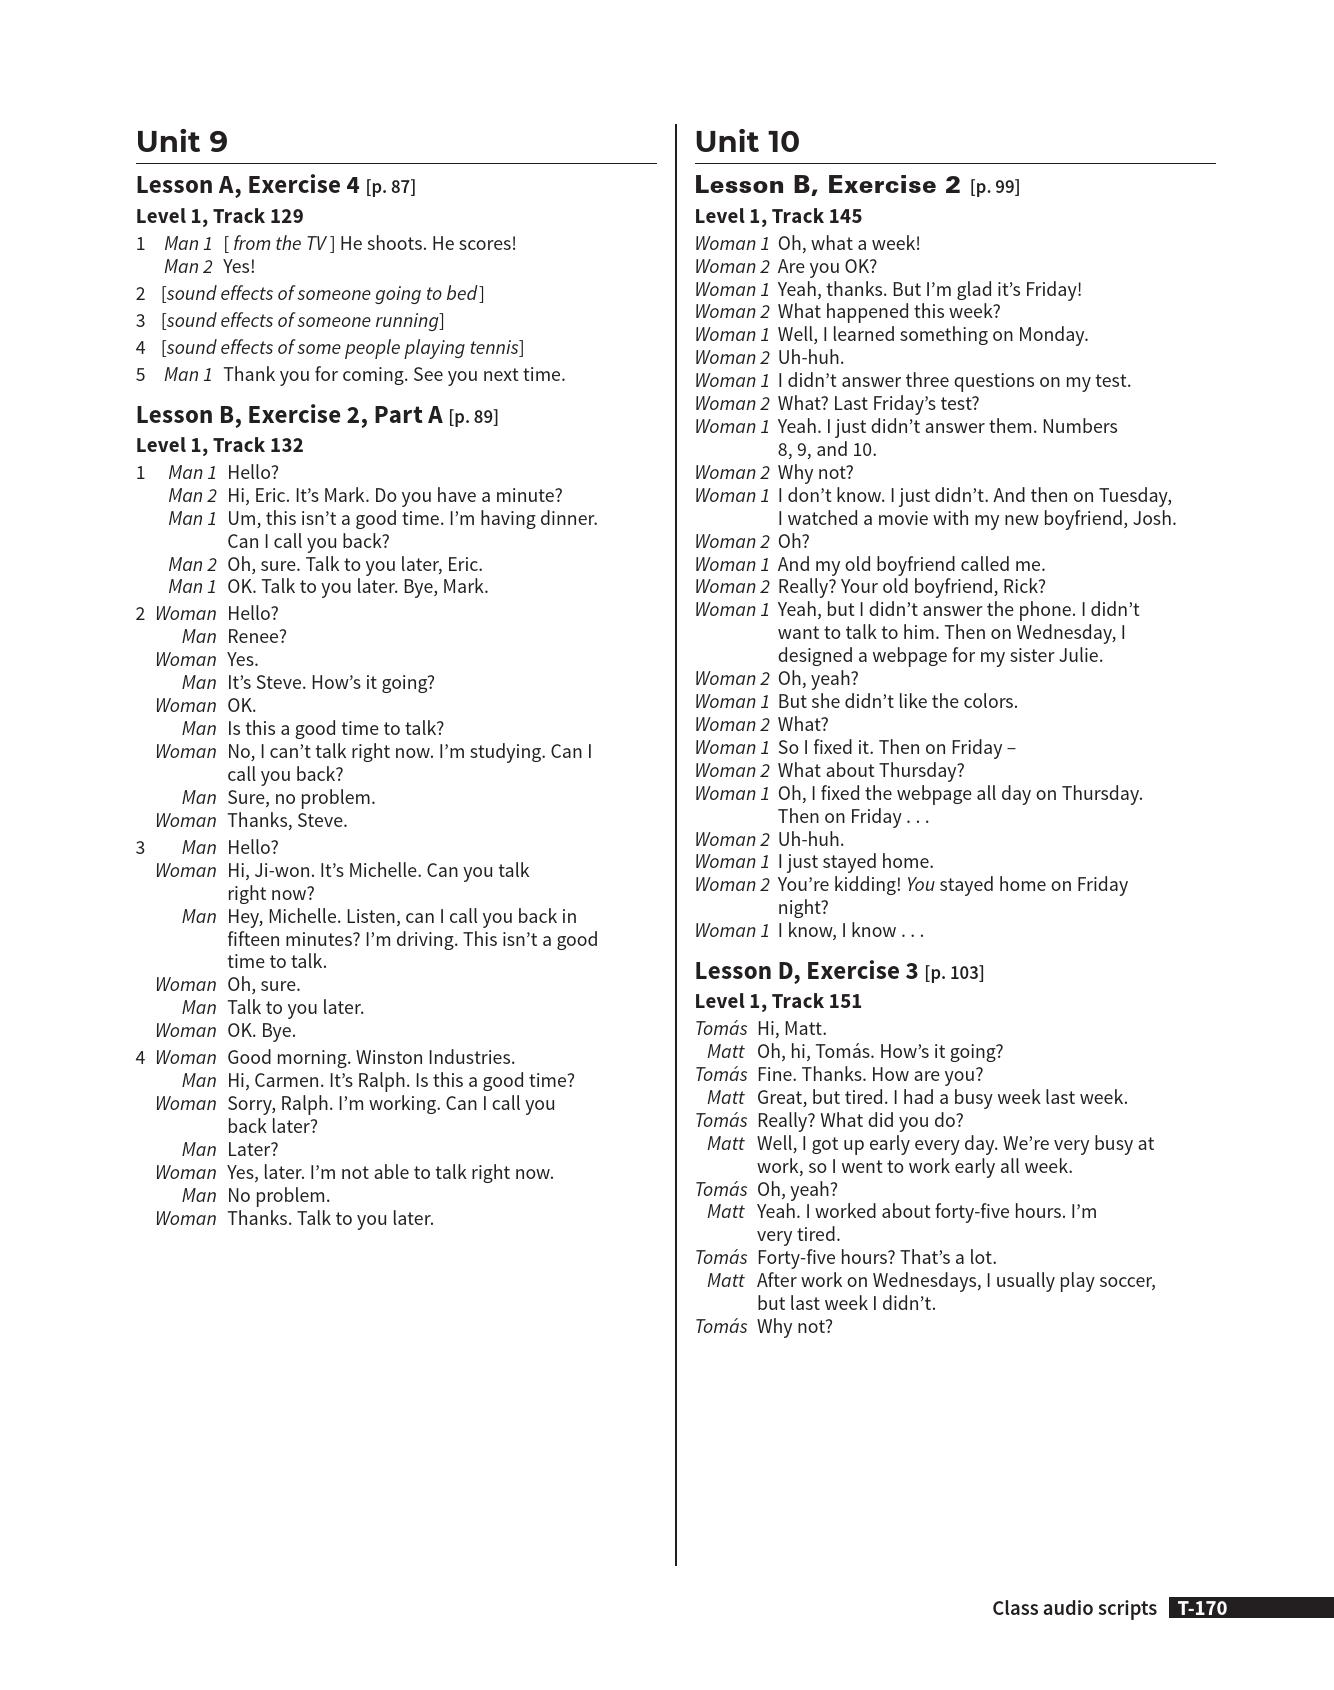 Unit 9
Lesson A, Exercise 4 [p. 87]
Level 1, Track 129
1 Man 1 [ from the TV ] He shoots. He scores!
Man 2 Yes!
2 [sound effects of someone going to bed]
3 [sound effects of someone running]
4 [sound effects of some people playing tennis]
5 Man 1 Thank you for coming. See you next time.
Lesson B, Exercise 2, Part A [p. 89]
Level 1, Track 132
1 Man 1 Hello?
Man 2 Hi, Eric. It’s Mark. Do you have a minute?
Man 1 Um, this isn’t a good time. I’m having dinner.
Can I call you back?
Man 2 Oh, sure. Talk to you later, Eric.
Man 1 OK. Talk to you later. Bye, Mark.
2 Woman Hello?
Man Renee?
Woman Yes.
Man It’s Steve. How’s it going?
Woman OK.
Man Is this a good time to talk?
Woman No, I can’t talk right now. I’m studying. Can I
call you back?
Man Sure, no problem.
Woman Thanks, Steve.
3 Man Hello?
Woman Hi, Ji-won. It’s Michelle. Can you talk
right now?
Man Hey, Michelle. Listen, can I call you back in
fifteen minutes? I’m driving. This isn’t a good
time to talk.
Woman Oh, sure.
Man Talk to you later.
Woman OK. Bye.
4 Woman Good morning. Winston Industries.
Man Hi, Carmen. It’s Ralph. Is this a good time?
Woman Sorry, Ralph. I’m working. Can I call you
back later?
Man Later?
Woman Yes, later. I’m not able to talk right now.
Man No problem.
Woman Thanks. Talk to you later.
Unit 10
Lesson B, Exercise 2 [p. 99]
Level 1, Track 145
Woman 1 Oh, what a week!
Woman 2 Are you OK?
Woman 1 Yeah, thanks. But I’m glad it’s Friday!
Woman 2 What happened this week?
Woman 1 Well, I learned something on Monday.
Woman 2 Uh-huh.
Woman 1 I didn’t answer three questions on my test.
Woman 2 What? Last Friday’s test?
Woman 1 Yeah. I just didn’t answer them. Numbers
8, 9, and 10.
Woman 2 Why not?
Woman 1 I don’t know. I just didn’t. And then on Tuesday,
I watched a movie with my new boyfriend, Josh.
Woman 2 Oh?
Woman 1 And my old boyfriend called me.
Woman 2 Really? Your old boyfriend, Rick?
Woman 1 Yeah, but I didn’t answer the phone. I didn’t
want to talk to him. Then on Wednesday, I
designed a webpage for my sister Julie.
Woman 2 Oh, yeah?
Woman 1 But she didn’t like the colors.
Woman 2 What?
Woman 1 So I fixed it. Then on Friday –
Woman 2 What about Thursday?
Woman 1 Oh, I fixed the webpage all day on Thursday.
Then on Friday . . .
Woman 2 Uh-huh.
Woman 1 I just stayed home.
Woman 2 You’re kidding! You stayed home on Friday
night?
Woman 1 I know, I know . . .
Lesson D, Exercise 3 [p. 103]
Level 1, Track 151
Tomás Hi, Matt.
Matt Oh, hi, Tomás. How’s it going?
Tomás Fine. Thanks. How are you?
Matt Great, but tired. I had a busy week last week.
Tomás Really? What did you do?
Matt Well, I got up early every day. We’re very busy at
work, so I went to work early all week.
Tomás Oh, yeah?
Matt Yeah. I worked about forty-five hours. I’m
very tired.
Tomás Forty-five hours? That’s a lot.
Matt After work on Wednesdays, I usually play soccer,
but last week I didn’t.
Tomás Why not?
Class audio scripts T-170